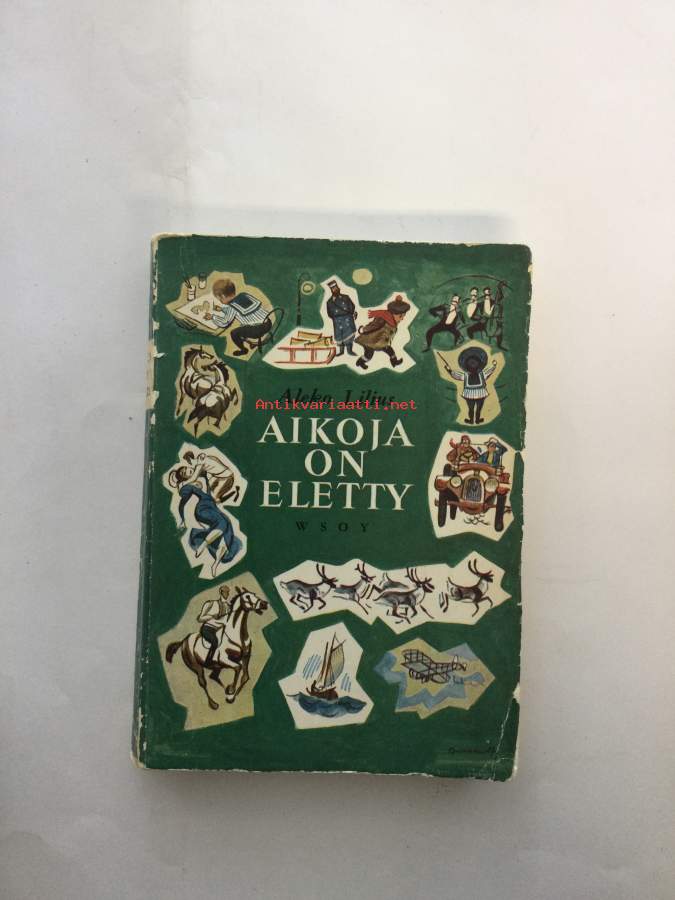 Aleko Lilius
Antikvariaatti.net
AIKOJA
ON
ELETTY
WSOY